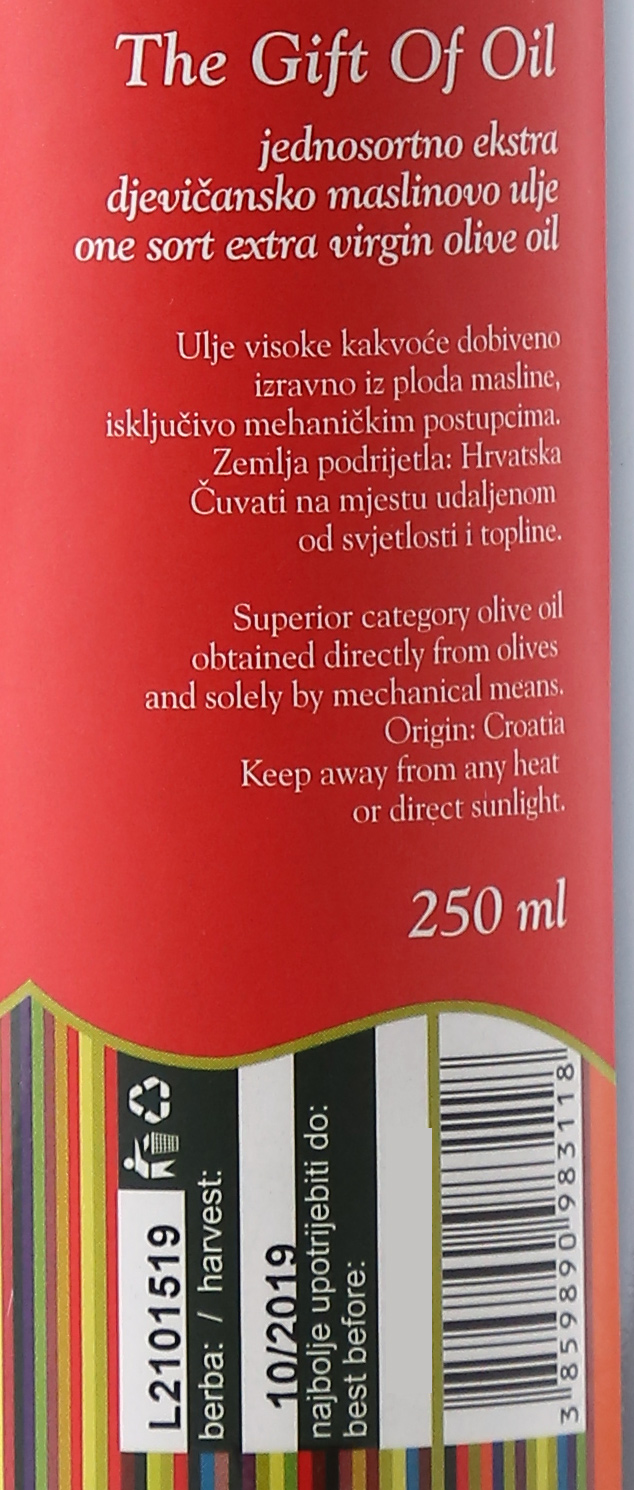 The Gift Of Oil
jednosortno ekstra
djevičansko maslinovo ulje
one sort extra virgin olive oil
Ulje visoke kakvoće dobiveno
izravno iz ploda masline,
isključivo mehaničkim postupcima.
Zemlja podrijetla: Hrvatska
Čuvati na mjestu udaljenom
od svjetlosti i topline.
Superior category olive oil
obtained directly from olives
and solely by mechanical means.
Origin: Croatia
Keep away from any heat
or direct sunlight.
250 ml
L2101519
berba: / harvest:
10/2019
najbolje upotrijebiti do:
best before:
3859890983118